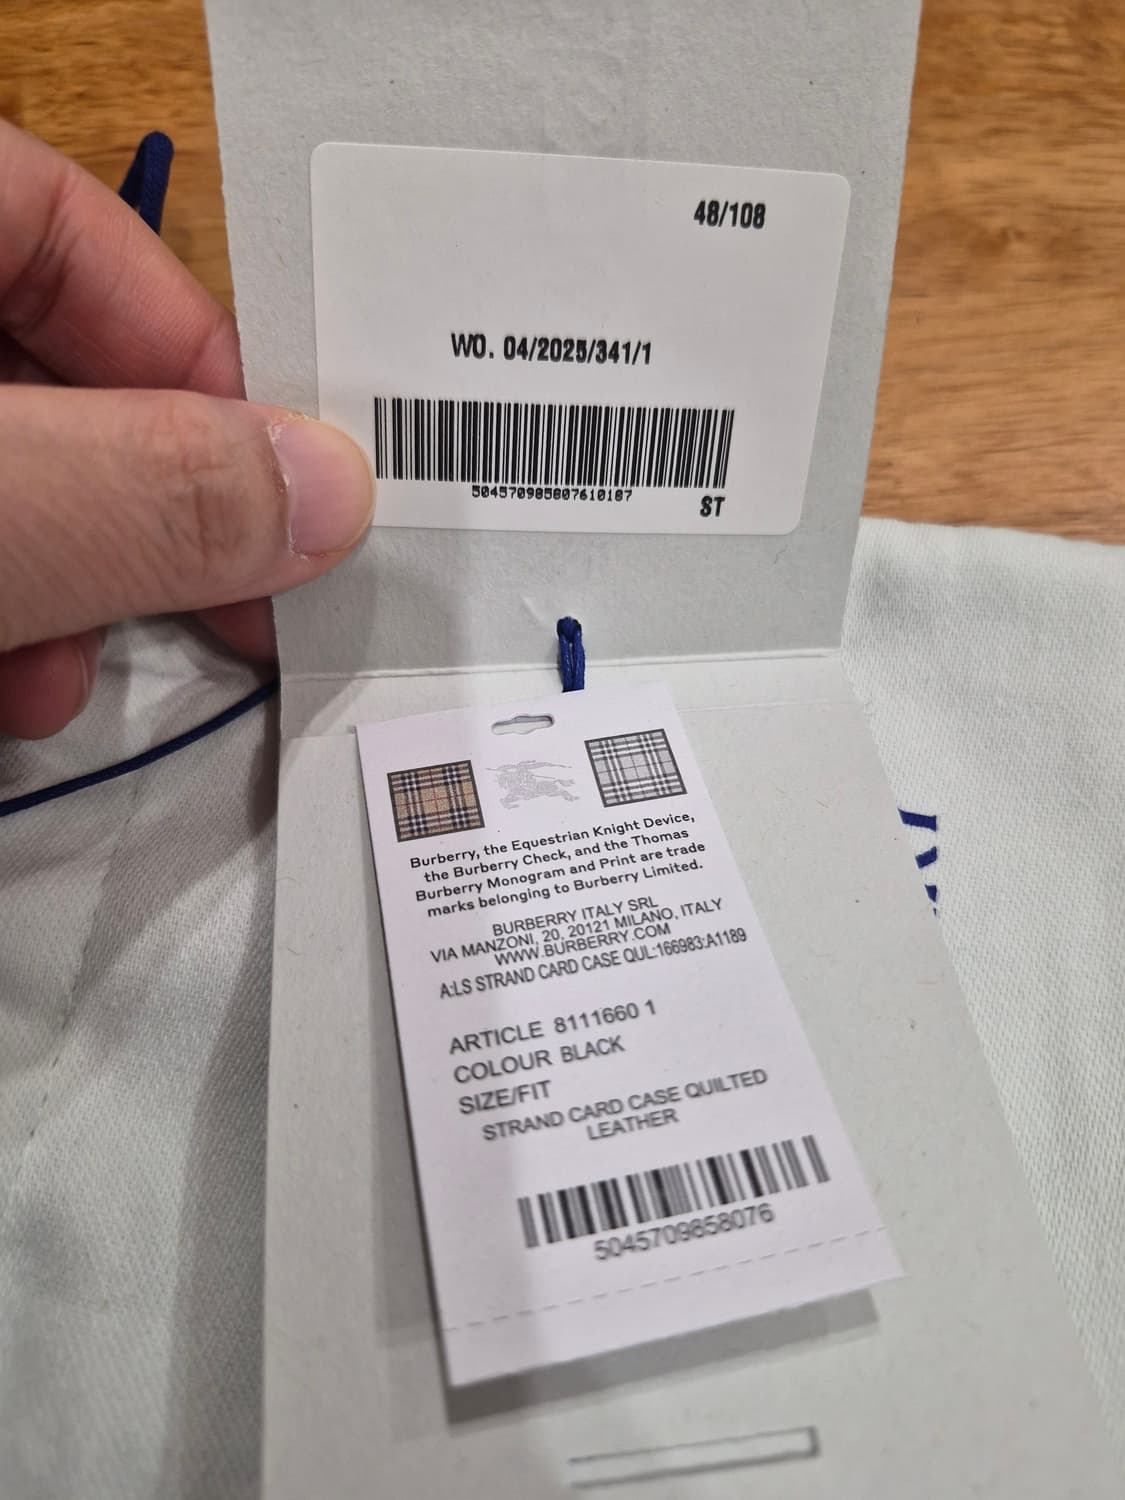 48/108
WO. 04/2025/341/1
504570985807610187
ST
Burberry, the Equestrian Knight Device,
the Burberry Check, and the Thomas
Burberry Monogram and Print are trade
marks belonging to Burberry Limited.
BURBERRY ITALY SRL
VIA MANZONI, 20, 20121 MILANO, ITALY
WWW.BURBERRY.COM
A:LS STRAND CARD CASE QUL:166983:A1189
ARTICLE 8111660 1
COLOUR BLACK
SIZE/FIT
STRAND CARD CASE QUILTED
LEATHER
5045709858076